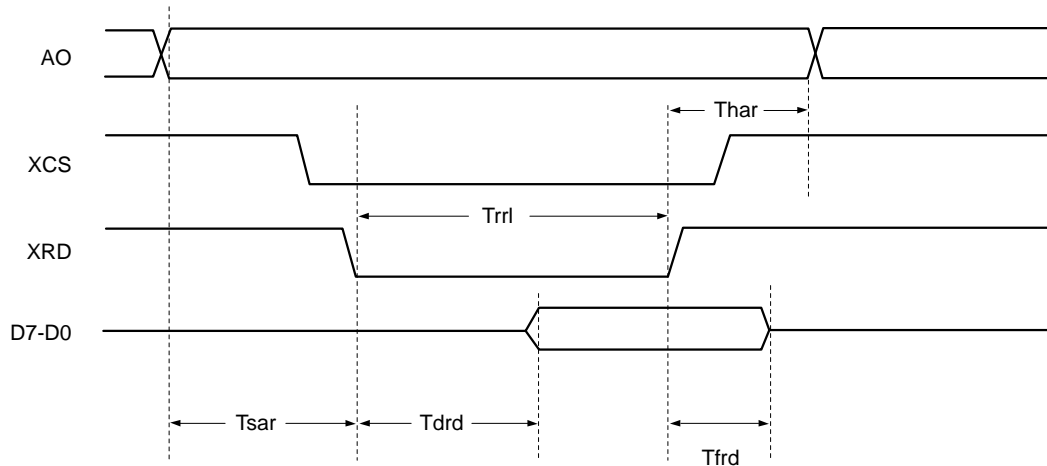 AO
Thar
XCS
Trrl
XRD
D7-D0
Tsar
Tdrd
Tfrd